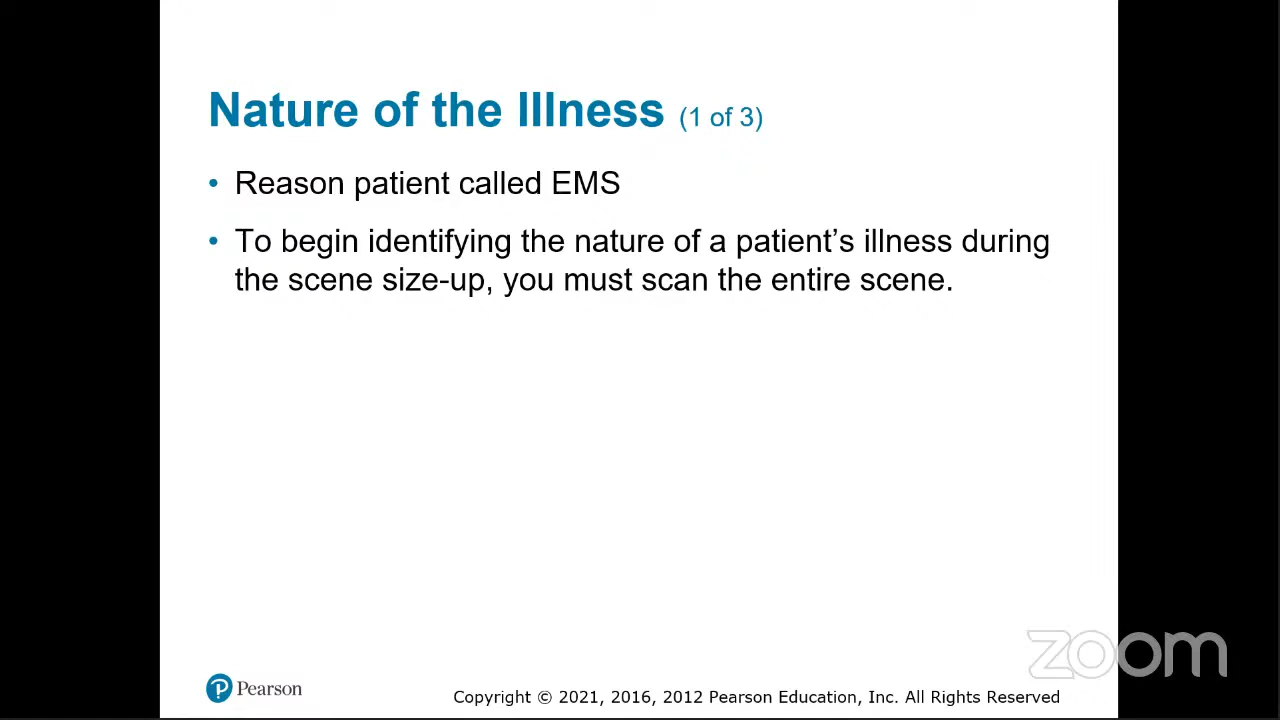 Nature of the Illness (1 of 3)
• Reason patient called EMS
• To begin identifying the nature of a patient’s illness during
the scene size-up, you must scan the entire scene.
zoom
Pearson
Copyright © 2021, 2016, 2012 Pearson Education, Inc. All Rights Reserved